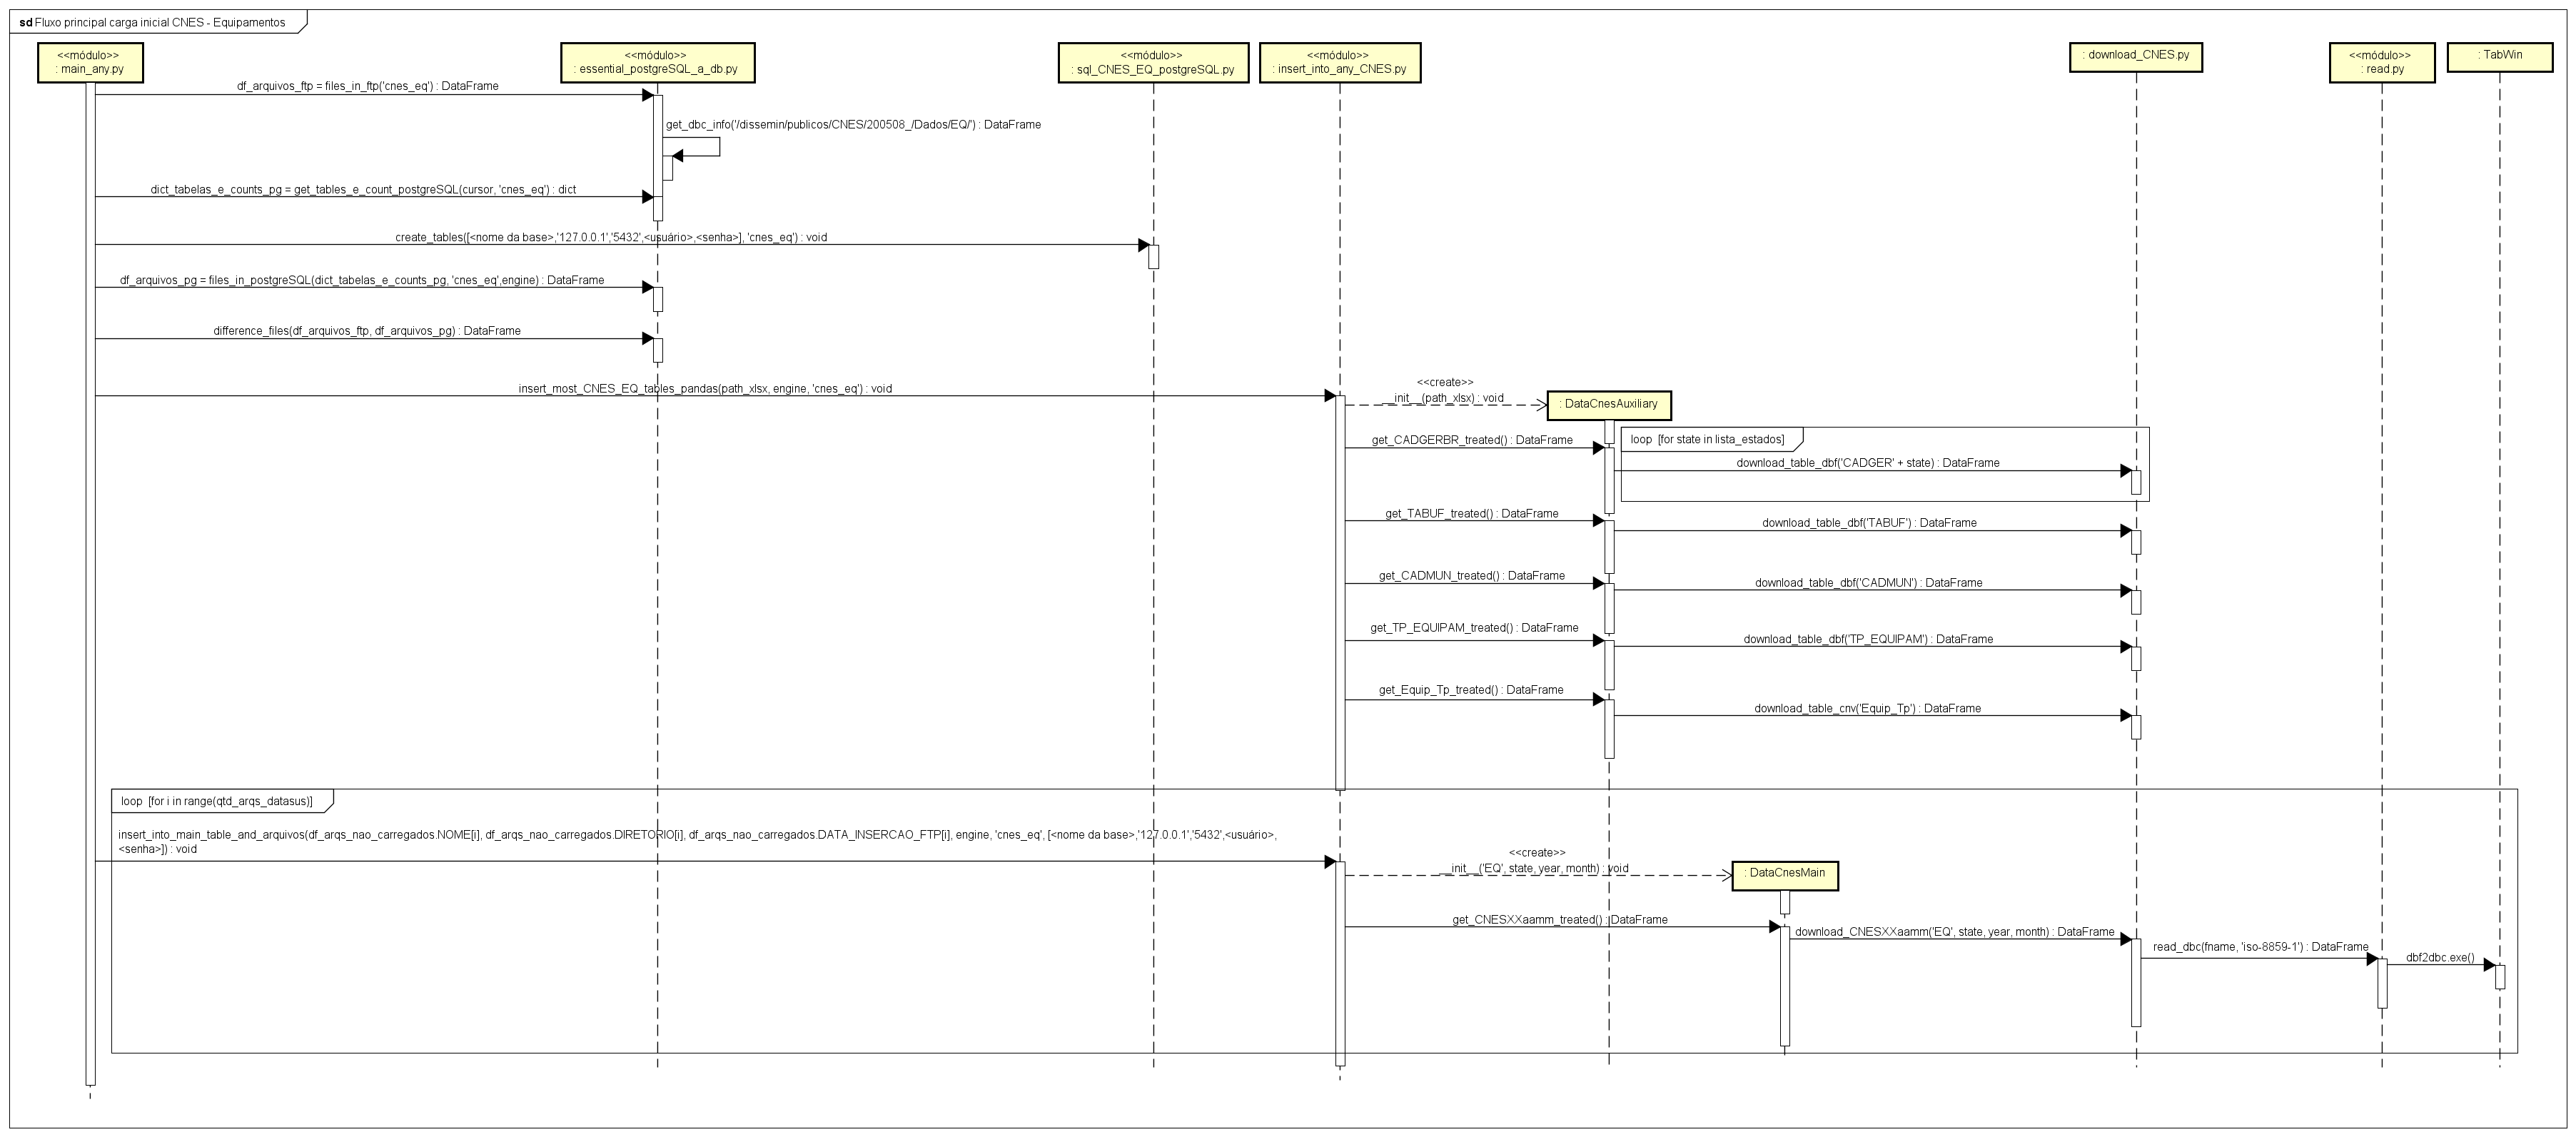 sd Fluxo principal carga inicial CNES - Equipamentos
<<módulo>>
: main_any.py
<<módulo>>
: essential_postgreSQL_a_db.py
<<módulo>>
: sql_CNES_EQ_postgreSQL.py
<<módulo>>
: insert_into_any_CNES.py
: download_CNES.py
<<módulo>>
: read.py
: TabWin
df_arquivos_ftp = files_in_ftp('cnes_eq') : DataFrame
get_dbc_info('/dissemin/publicos/CNES/200508_/Dados/EQ/') : DataFrame
dict_tabelas_e_counts_pg = get_tables_e_count_postgreSQL(cursor, 'cnes_eq') : dict
create_tables([<nome da base>,'127.0.0.1','5432',<usuário>,<senha>], 'cnes_eq') : void
df_arquivos_pg = files_in_postgreSQL(dict_tabelas_e_counts_pg, 'cnes_eq',engine) : DataFrame
difference_files(df_arquivos_ftp, df_arquivos_pg) : DataFrame
insert_most_CNES_EQ_tables_pandas(path_xlsx, engine, 'cnes_eq') : void
<<create>>
__init__(path_xlsx) : void
: DataCnesAuxiliary
loop [for state in lista_estados]
get_CADGERBR_treated() : DataFrame
download_table_dbf('CADGER' + state) : DataFrame
get_TABUF_treated() : DataFrame
download_table_dbf('TABUF') : DataFrame
get_CADMUN_treated() : DataFrame
download_table_dbf('CADMUN') : DataFrame
get_TP_EQUIPAM_treated() : DataFrame
download_table_dbf('TP_EQUIPAM') : DataFrame
get_Equip_Tp_treated() : DataFrame
download_table_cnv('Equip_Tp') : DataFrame
loop [for i in range(qtd_arqs_datasus)]
insert_into_main_table_and_arquivos(df_arqs_nao_carregados.NOME[i], df_arqs_nao_carregados.DIRETORIO[i], df_arqs_nao_carregados.DATA_INSERCAO_FTP[i], engine, 'cnes_eq', [<nome da base>,'127.0.0.1','5432',<usuário>,
<senha>]) : void
<<create>>
__init__('EQ', state, year, month) : void
: DataCnesMain
get_CNESXXaamm_treated() : DataFrame
download_CNESXXaamm('EQ', state, year, month) : DataFrame
read_dbc(fname, 'iso-8859-1') : DataFrame
dbf2dbc.exe()